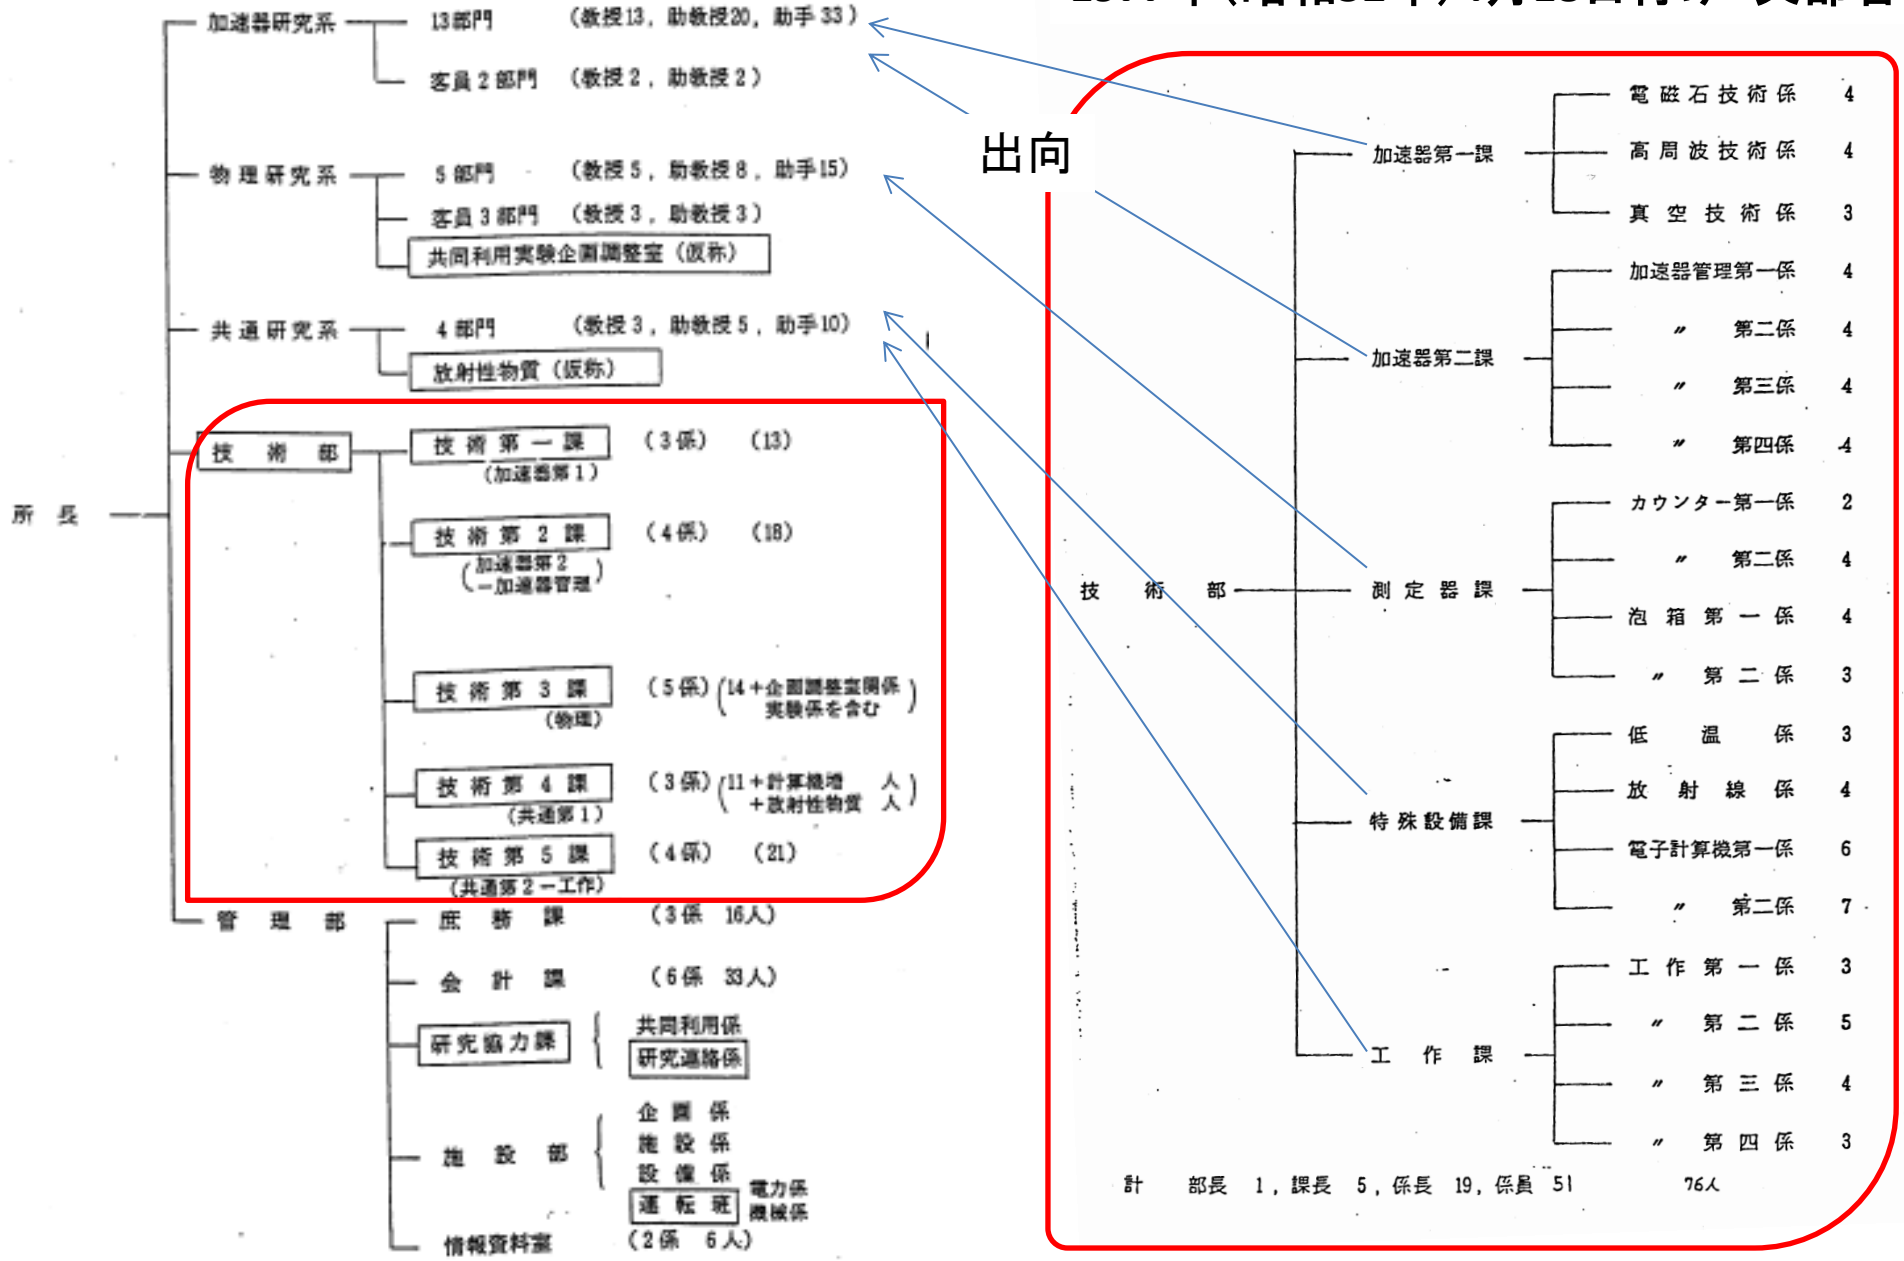 加速器研究系 13部門 (教授13, 助教授20, 助手33)
客員2部門 (教授2, 助教授2)
物理研究系 5部門 (教授5, 助教授8, 助手15)
客員3部門 (教授3, 助教授3)
共同利用実験企画調整室(仮称)
共通研究系 4部門 (教授3, 助教授5, 助手10)
放射性物質(仮称)
所長
技術部 技術第一課 (3係) (13)
(加速器第1)
技術第2課 (4係) (18)
(加速器第2
ー加速器管理)
技術第3課 (5係) (14+企画調整室関係
(物理) 実験係を含む)
技術第4課 (3係) (11+計算機増 人
(共通第1) +放射性物質 人)
技術第5課 (4係) (21)
(共通第2ー工作)
管理部 庶務課 (3係 16人)
会計課 (6係 33人)
研究協力課 共同利用係
研究連絡係
施設部 企画係
施設係
設備係
運転班 電力係
機械係
情報資料室 (2係 6人)
出向
技術部
加速器第一課 電磁石技術係 4
高周波技術係 4
真空技術係 3
加速器第二課 加速器管理第一係 4
〃 第二係 4
〃 第三係 4
〃 第四係 4
測定器課 カウンター第一係 2
〃 第二係 4
泡箱第一係 4
〃 第二係 3
特殊設備課 低温係 3
放射線係 4
電子計算機第一係 6
〃 第二係 7
工作課 工作第一係 3
〃 第二係 5
〃 第三係 4
〃 第四係 3
計 部長 1, 課長 5, 係長 19, 係員 51 76人